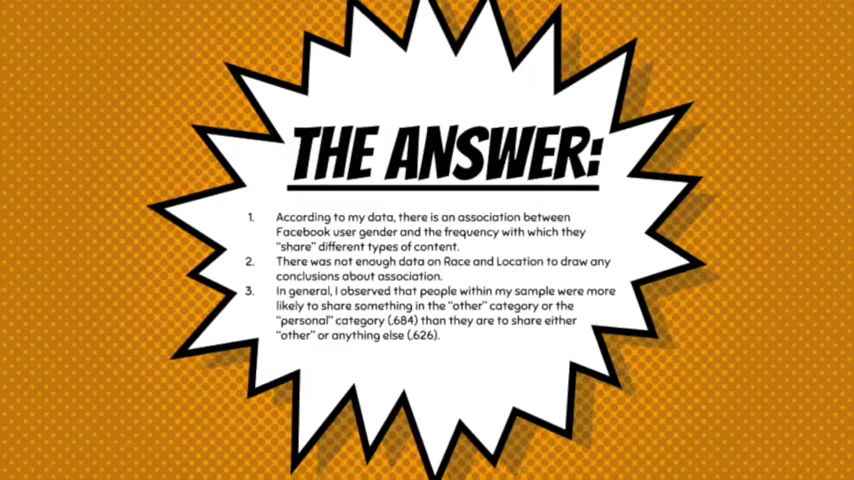 THE ANSWER:
1. According to my data, there is an association between
Facebook user gender and the frequency with which they
"share" different types of content.
2. There was not enough data on Race and Location to draw any
conclusions about association.
3. In general, I observed that people within my sample were more
likely to share something in the "other" category or the
"personal" category (.684) than they are to share either
"other" or anything else (.626).